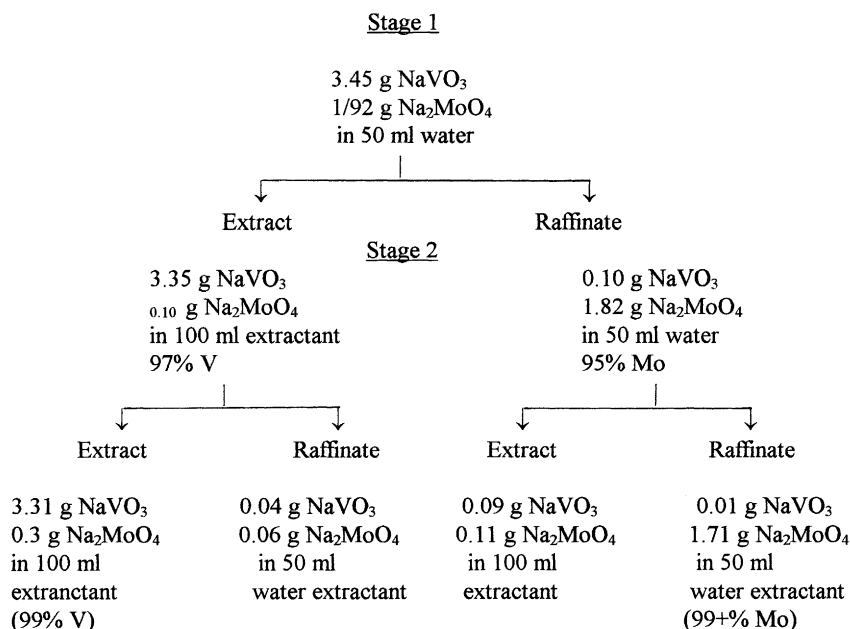 Stage 1
3.45 g NaVO₃
1/92 g Na₂MoO₄
in 50 ml water
Extract
Raffinate
Stage 2
3.35 g NaVO₃
0.10 g Na₂MoO₄
in 100 ml extractant
97% V
0.10 g NaVO₃
1.82 g Na₂MoO₄
in 50 ml water
95% Mo
Extract
Raffinate
Extract
Raffinate
3.31 g NaVO₃
0.3 g Na₂MoO₄
in 100 ml
extranctant
(99% V)
0.04 g NaVO₃
0.06 g Na₂MoO₄
in 50 ml
water extractant
0.09 g NaVO₃
0.11 g Na₂MoO₄
in 100 ml
extractant
0.01 g NaVO₃
1.71 g Na₂MoO₄
in 50 ml
water extractant
(99+% Mo)